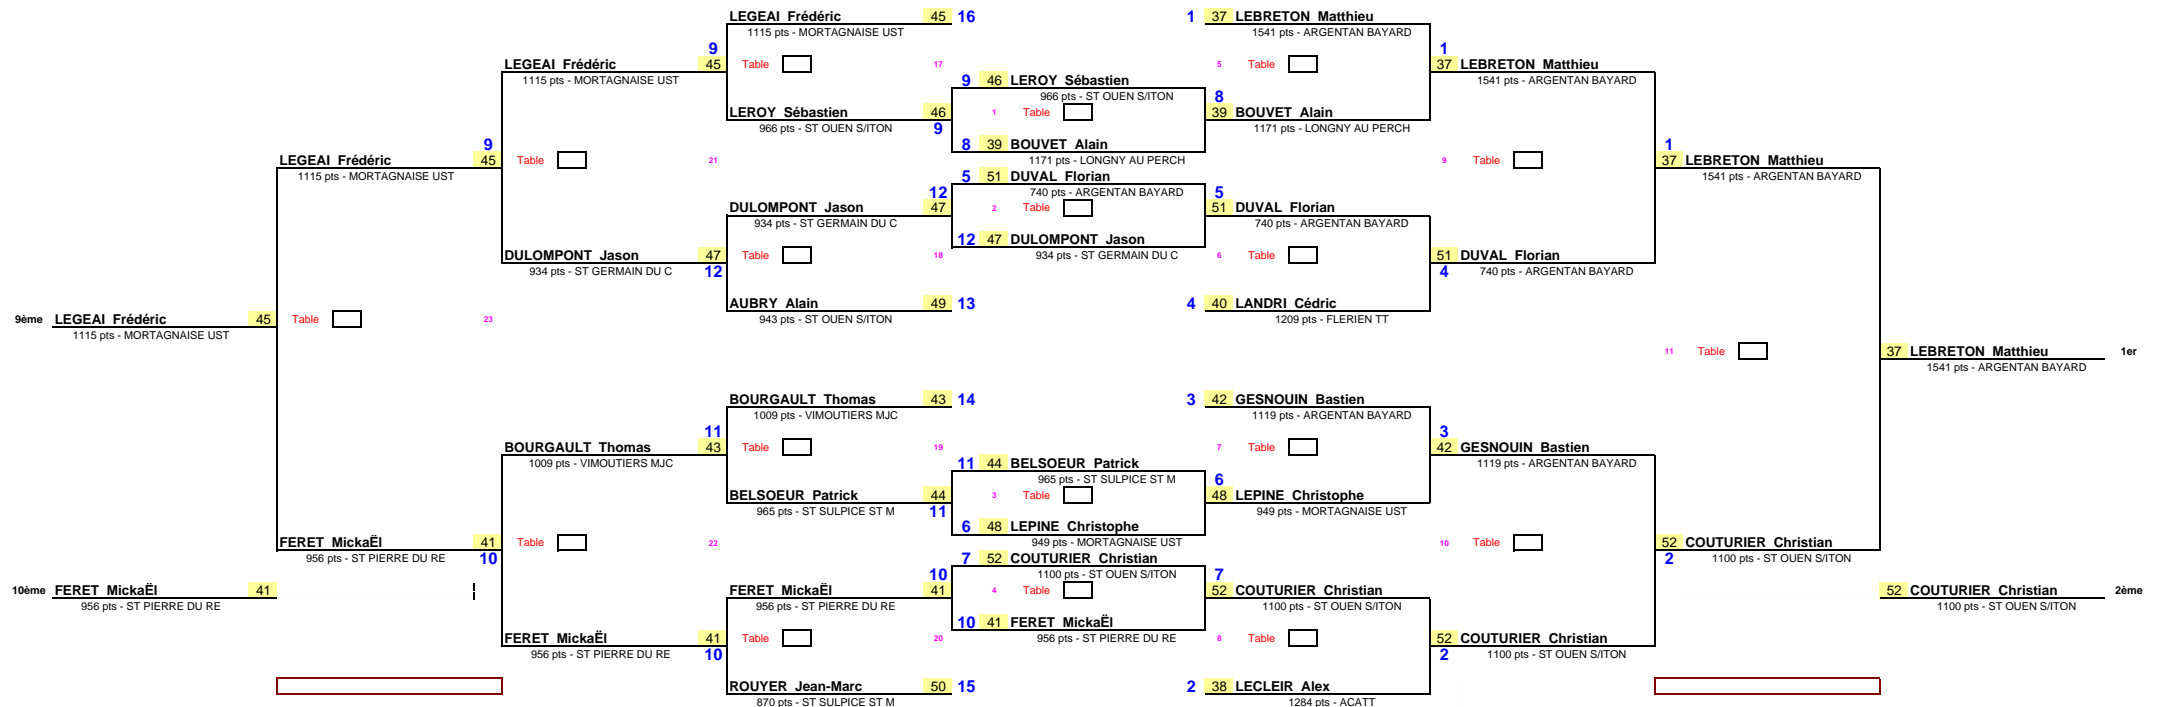 LEGEAI Frédéric 45 16 1 37 LEBRETON Matthieu
1115 pts - MORTAGNAISE UST 1541 pts - ARGENTAN BAYARD
9 1
LEGEAI Frédéric 45 Table 17 5 Table 37 LEBRETON Matthieu
1115 pts - MORTAGNAISE UST 9 46 LEROY Sébastien 1541 pts - ARGENTAN BAYARD
966 pts - ST OUEN S/ITON 8
LEROY Sébastien 46 1 Table 39 BOUVET Alain
966 pts - ST OUEN S/ITON 9 1171 pts - LONGNY AU PERCH
9 8 39 BOUVET Alain 1
LEGEAI Frédéric 45 Table 21 1171 pts - LONGNY AU PERCH 9 Table 37 LEBRETON Matthieu
1115 pts - MORTAGNAISE UST 5 51 DUVAL Florian 1541 pts - ARGENTAN BAYARD
12 740 pts - ARGENTAN BAYARD 5
DULOMPONT Jason 47 2 Table 51 DUVAL Florian
934 pts - ST GERMAIN DU C 740 pts - ARGENTAN BAYARD
12 47 DULOMPONT Jason
DULOMPONT Jason 47 Table 18 934 pts - ST GERMAIN DU C 6 Table 51 DUVAL Florian
934 pts - ST GERMAIN DU C 12 4 740 pts - ARGENTAN BAYARD
AUBRY Alain 49 13 4 40 LANDRI Cédric
9ème LEGEAI Frédéric 45 Table 23 943 pts - ST OUEN S/ITON 1209 pts - FLERIEN TT
1115 pts - MORTAGNAISE UST
11 Table 37 LEBRETON Matthieu 1er
1541 pts - ARGENTAN BAYARD
BOURGAULT Thomas 43 14 3 42 GESNOUIN Bastien
1009 pts - VIMOUTIERS MJC 1119 pts - ARGENTAN BAYARD
11 3
BOURGAULT Thomas 43 Table 19 7 Table 42 GESNOUIN Bastien
1009 pts - VIMOUTIERS MJC 11 44 BELSOEUR Patrick 1119 pts - ARGENTAN BAYARD
965 pts - ST SULPICE ST M 6
BELSOEUR Patrick 44 3 Table 48 LEPINE Christophe
965 pts - ST SULPICE ST M 11 949 pts - MORTAGNAISE UST
6 48 LEPINE Christophe
FERET MickaËl 41 Table 22 949 pts - MORTAGNAISE UST 10 Table 52 COUTURIER Christian
956 pts - ST PIERRE DU RE 10 7 52 COUTURIER Christian 2 1100 pts - ST OUEN S/ITON
10 1100 pts - ST OUEN S/ITON 7
10ème FERET MickaËl 41 FERET MickaËl 41 4 Table 52 COUTURIER Christian 52 COUTURIER Christian 2ème
956 pts - ST PIERRE DU RE 956 pts - ST PIERRE DU RE 1100 pts - ST OUEN S/ITON 1100 pts - ST OUEN S/ITON
10 41 FERET MickaËl
FERET MickaËl 41 Table 20 956 pts - ST PIERRE DU RE 8 Table 52 COUTURIER Christian
956 pts - ST PIERRE DU RE 10 2 1100 pts - ST OUEN S/ITON
ROUYER Jean-Marc 50 15 2 38 LECLEIR Alex
870 pts - ST SULPICE ST M 1284 pts - ACATT